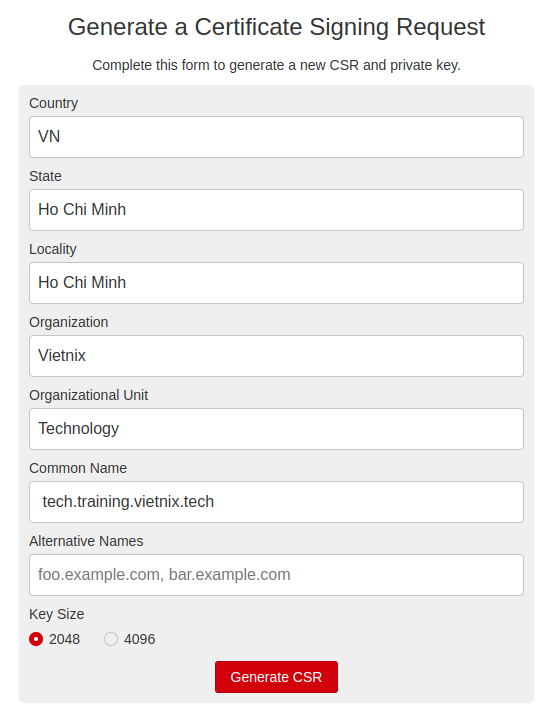 Generate a Certificate Signing Request
Complete this form to generate a new CSR and private key.
Country
VN
State
Ho Chi Minh
Locality
Ho Chi Minh
Organization
Vietnix
Organizational Unit
Technology
Common Name
tech.training.vietnix.tech
Alternative Names
foo.example.com, bar.example.com
Key Size
2048 4096
Generate CSR